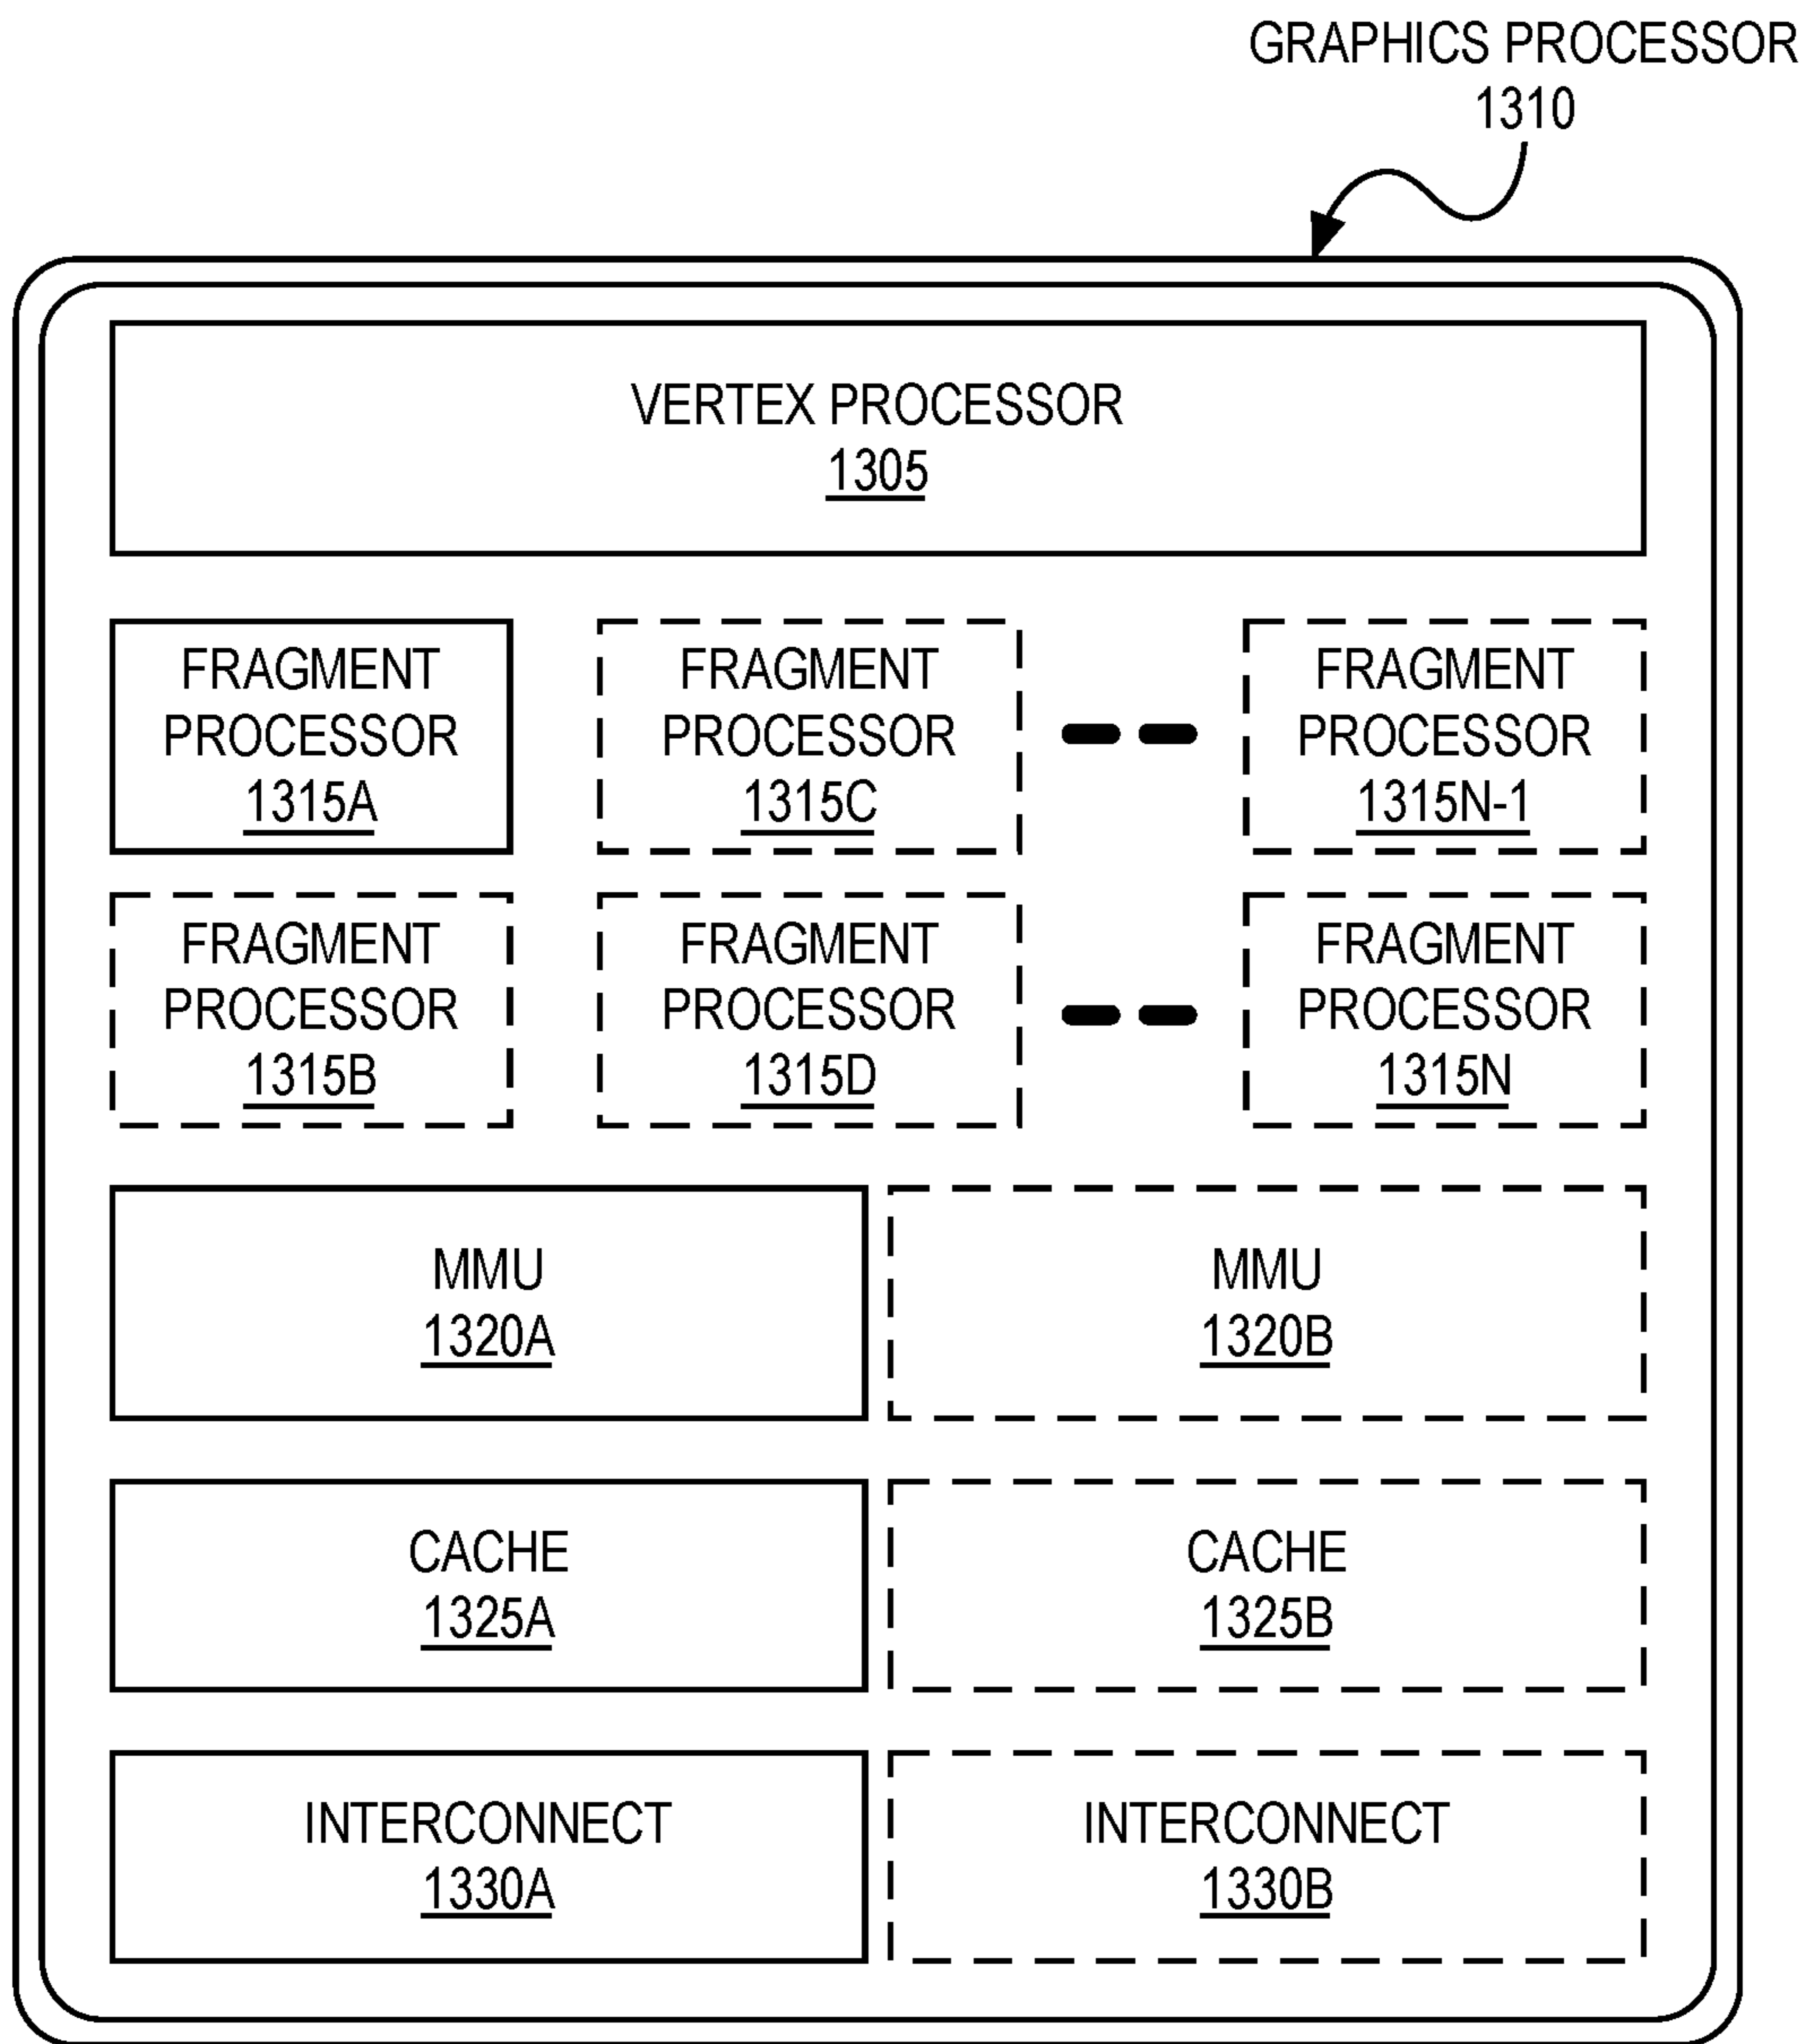 GRAPHICS PROCESSOR
1310
VERTEX PROCESSOR
1305
FRAGMENT
PROCESSOR
1315A
FRAGMENT
PROCESSOR
1315C
FRAGMENT
PROCESSOR
1315N-1
FRAGMENT
PROCESSOR
1315B
FRAGMENT
PROCESSOR
1315D
FRAGMENT
PROCESSOR
1315N
MMU
1320A
MMU
1320B
CACHE
1325A
CACHE
1325B
INTERCONNECT
1330A
INTERCONNECT
1330B